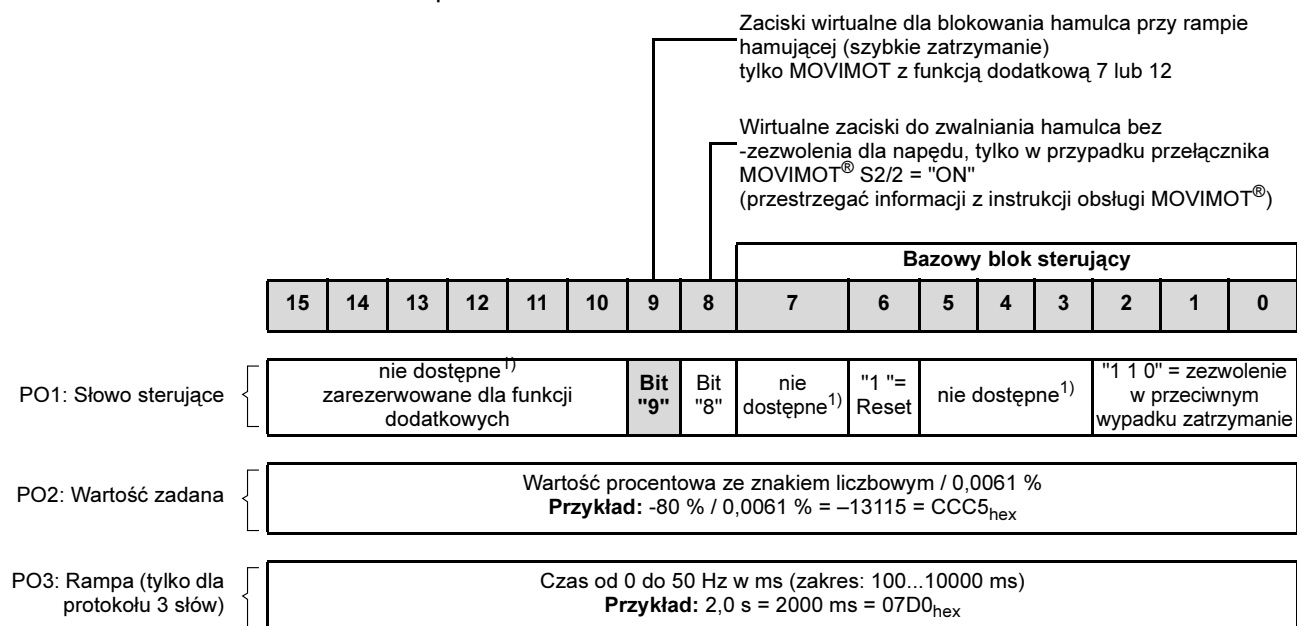 Zaciski wirtualne dla blokowania hamulca przy rampie
hamującej (szybkie zatrzymanie)
tylko MOVIMOT z funkcją dodatkową 7 lub 12
Wirtualne zaciski do zwalniania hamulca bez
-zezwolenia dla napędu, tylko w przypadku przełącznika
MOVIMOT® S2/2 = "ON"
(przestrzegać informacji z instrukcji obsługi MOVIMOT®)
Bazowy blok sterujący
15 14 13 12 11 10 9 8 7 6 5 4 3 2 1 0
PO1: Słowo sterujące
nie dostępne1)
zarezerwowane dla funkcji
dodatkowych
Bit
"9"
Bit
"8"
nie
dostępne1)
"1 "=
Reset
nie dostępne1)
"1 1 0" = zezwolenie
w przeciwnym
wypadku zatrzymanie
PO2: Wartość zadana
Wartość procentowa ze znakiem liczbowym / 0,0061 %
Przykład: -80 % / 0,0061 % = –13115 = CCC5hex
PO3: Rampa (tylko dla
protokołu 3 słów)
Czas od 0 do 50 Hz w ms (zakres: 100...10000 ms)
Przykład: 2,0 s = 2000 ms = 07D0hex